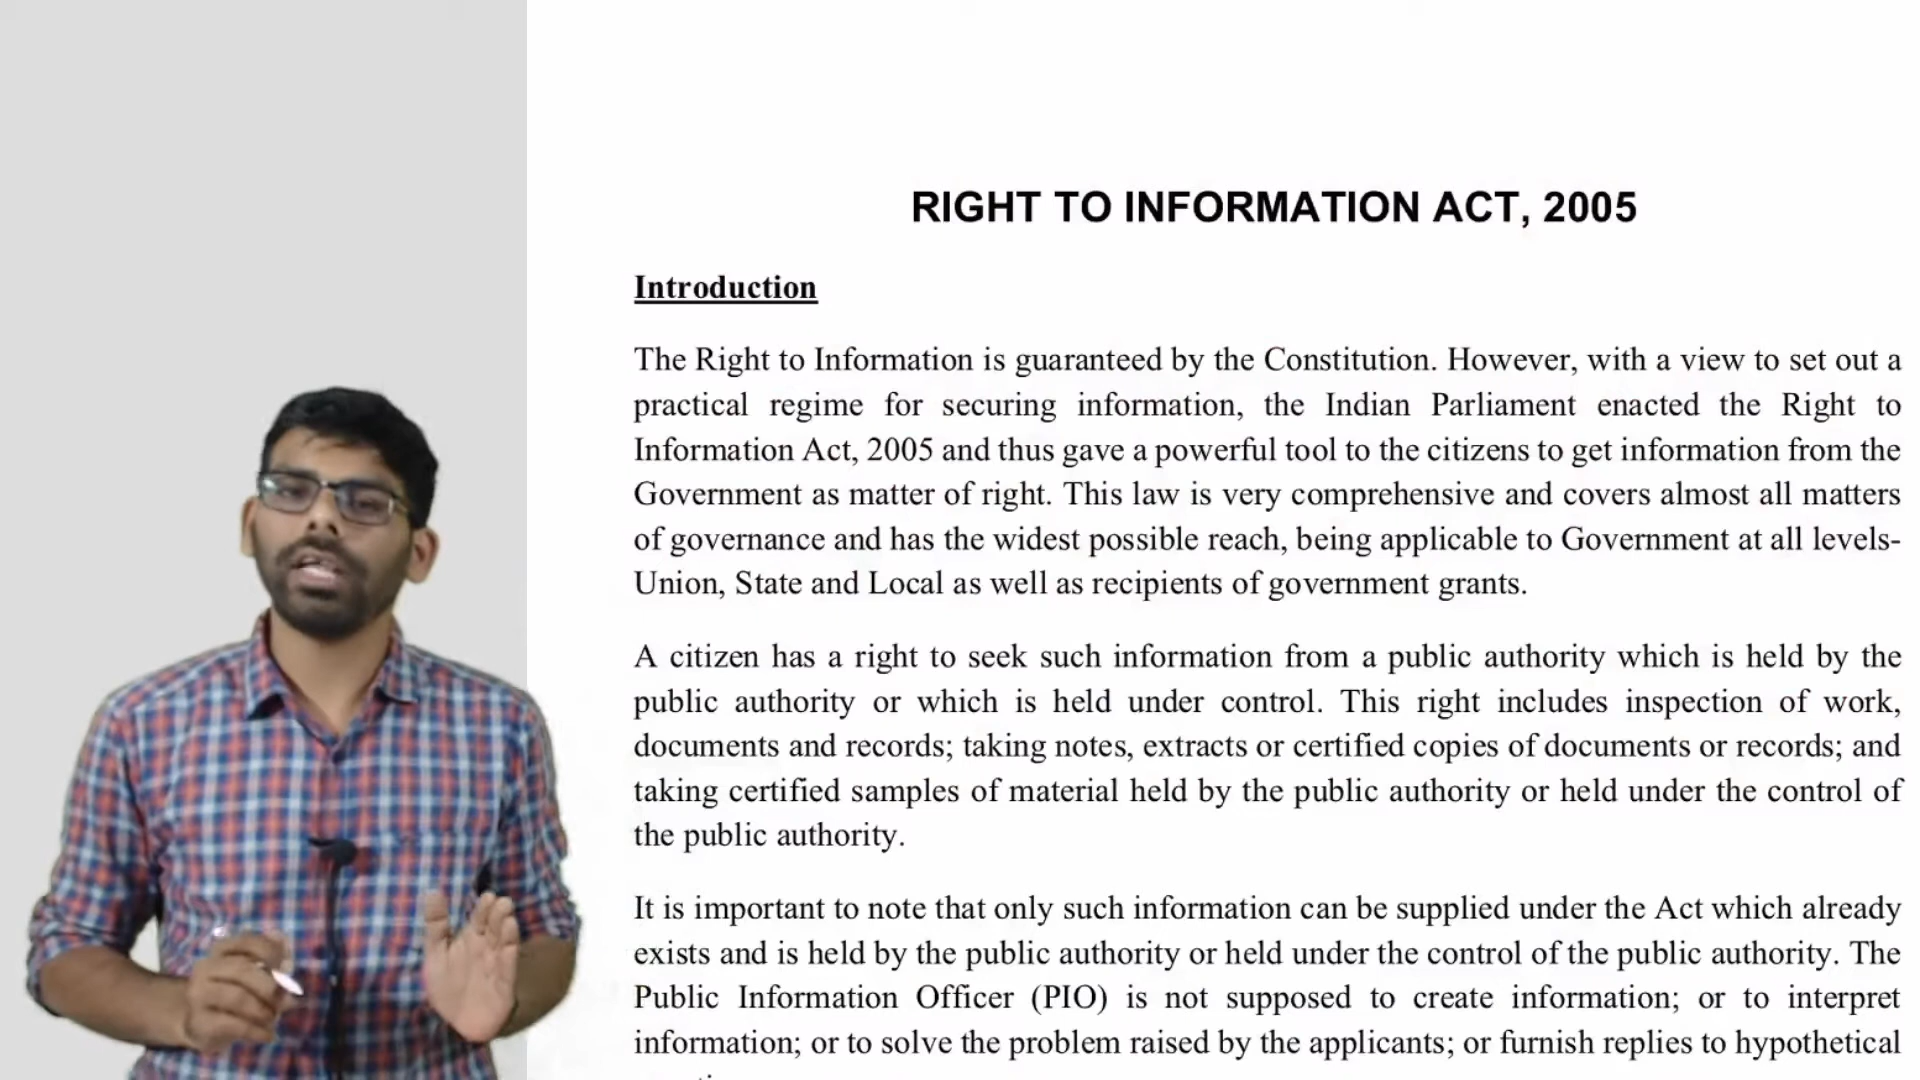 RIGHT TO INFORMATION ACT, 2005
Introduction
The Right to Information is guaranteed by the Constitution. However, with a view to set out a
practical regime for securing information, the Indian Parliament enacted the Right to
Information Act, 2005 and thus gave a powerful tool to the citizens to get information from the
Government as matter of right. This law is very comprehensive and covers almost all matters
of governance and has the widest possible reach, being applicable to Government at all levels-
Union, State and Local as well as recipients of government grants.
A citizen has a right to seek such information from a public authority which is held by the
public authority or which is held under control. This right includes inspection of work,
documents and records; taking notes, extracts or certified copies of documents or records; and
taking certified samples of material held by the public authority or held under the control of
the public authority.
It is important to note that only such information can be supplied under the Act which already
exists and is held by the public authority or held under the control of the public authority. The
Public Information Officer (PIO) is not supposed to create information; or to interpret
information; or to solve the problem raised by the applicants; or furnish replies to hypothetical